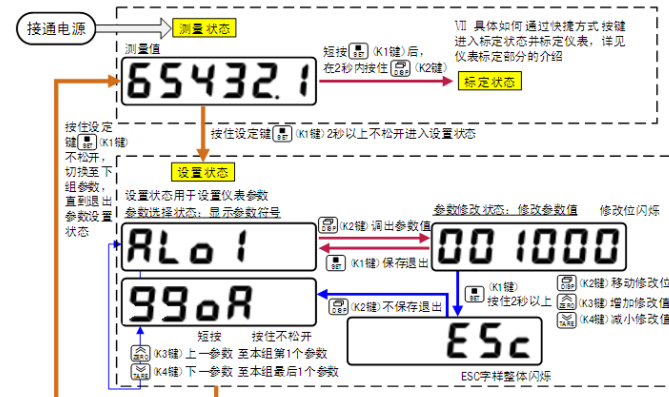 接通电源
测量状态
测量值
65432.1
短按 SET (K1键)后,
在2秒内按住 DISP (K2键)
标定状态
Ⅶ 具体如何通过快捷方式按键
进入标定状态并标定仪表，详见
仪表标定部分的介绍
按住设定键 SET (K1键) 2秒以上不松开进入设置状态
按住设定
键 SET (K1键)
不松开，
切换至下
组参数，
直到退出
参数设置
状态
设置状态
设置状态用于设置仪表参数
参数选择状态：显示参数符号
ALo1
DISP (K2键) 调出参数值
SET (K1键) 保存退出
参数修改状态：修改参数值 修改位闪烁
001000
99oA
DISP (K2键) 不保存退出
SET (K1键)
按住2秒以上
DISP (K2键) 移动修改位
ZERO (K3键) 增加修改值
TARE (K4键) 减小修改值
ESc
ESC字样整体闪烁
短按 按住不松开
ZERO (K3键) 上一参数 至本组第1个参数
TARE (K4键) 下一参数 至本组最后1个参数